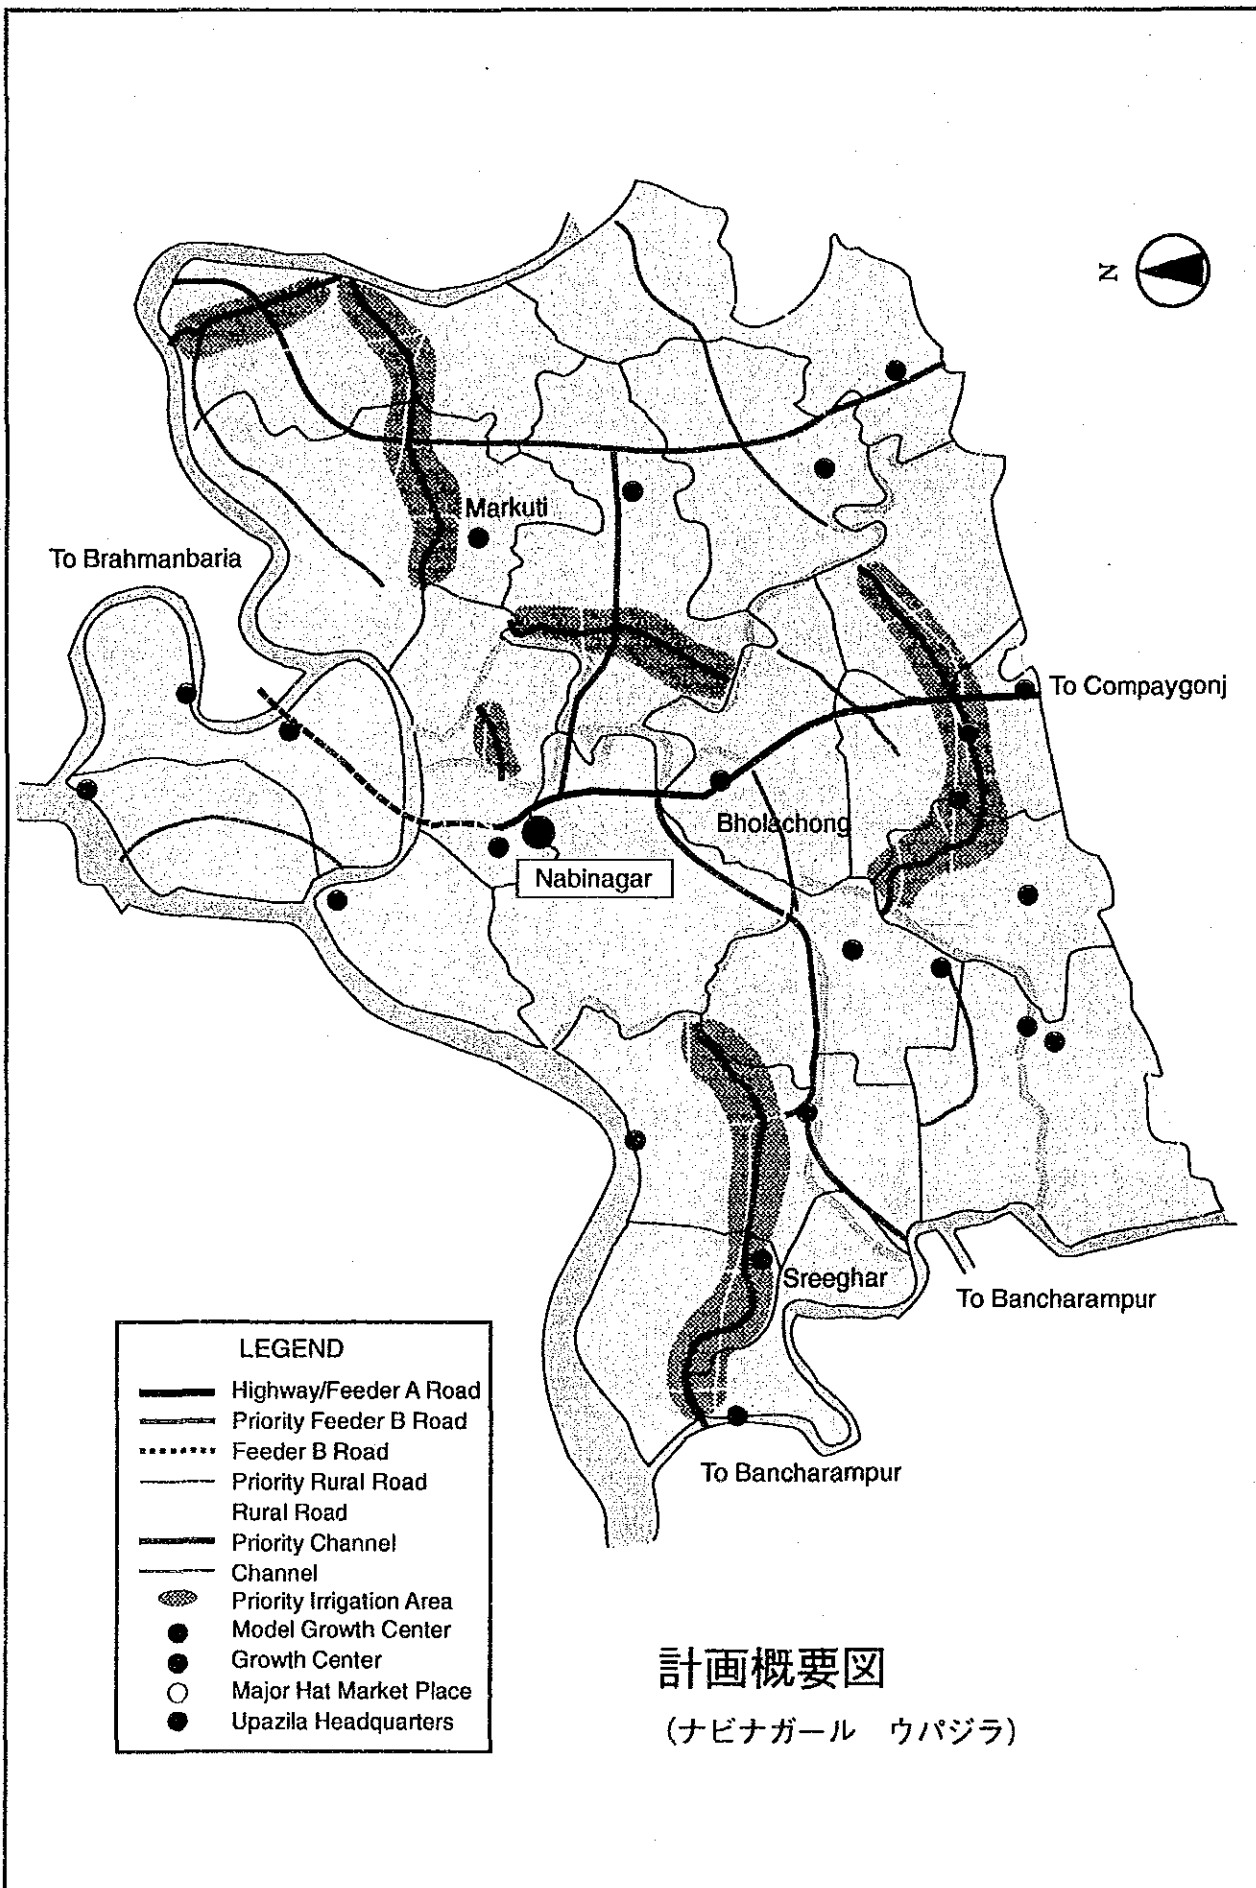 N
Markuti
To Brahmanbaria
To Compaygonj
Bholachong
Nabinagar
Sreeghar
To Bancharampur
To Bancharampur
LEGEND
Highway/Feeder A Road
Priority Feeder B Road
Feeder B Road
Priority Rural Road
Rural Road
Priority Channel
Channel
Priority Irrigation Area
Model Growth Center
Growth Center
Major Hat Market Place
Upazila Headquarters
計画概要図
(ナビナガール　ウパジラ)